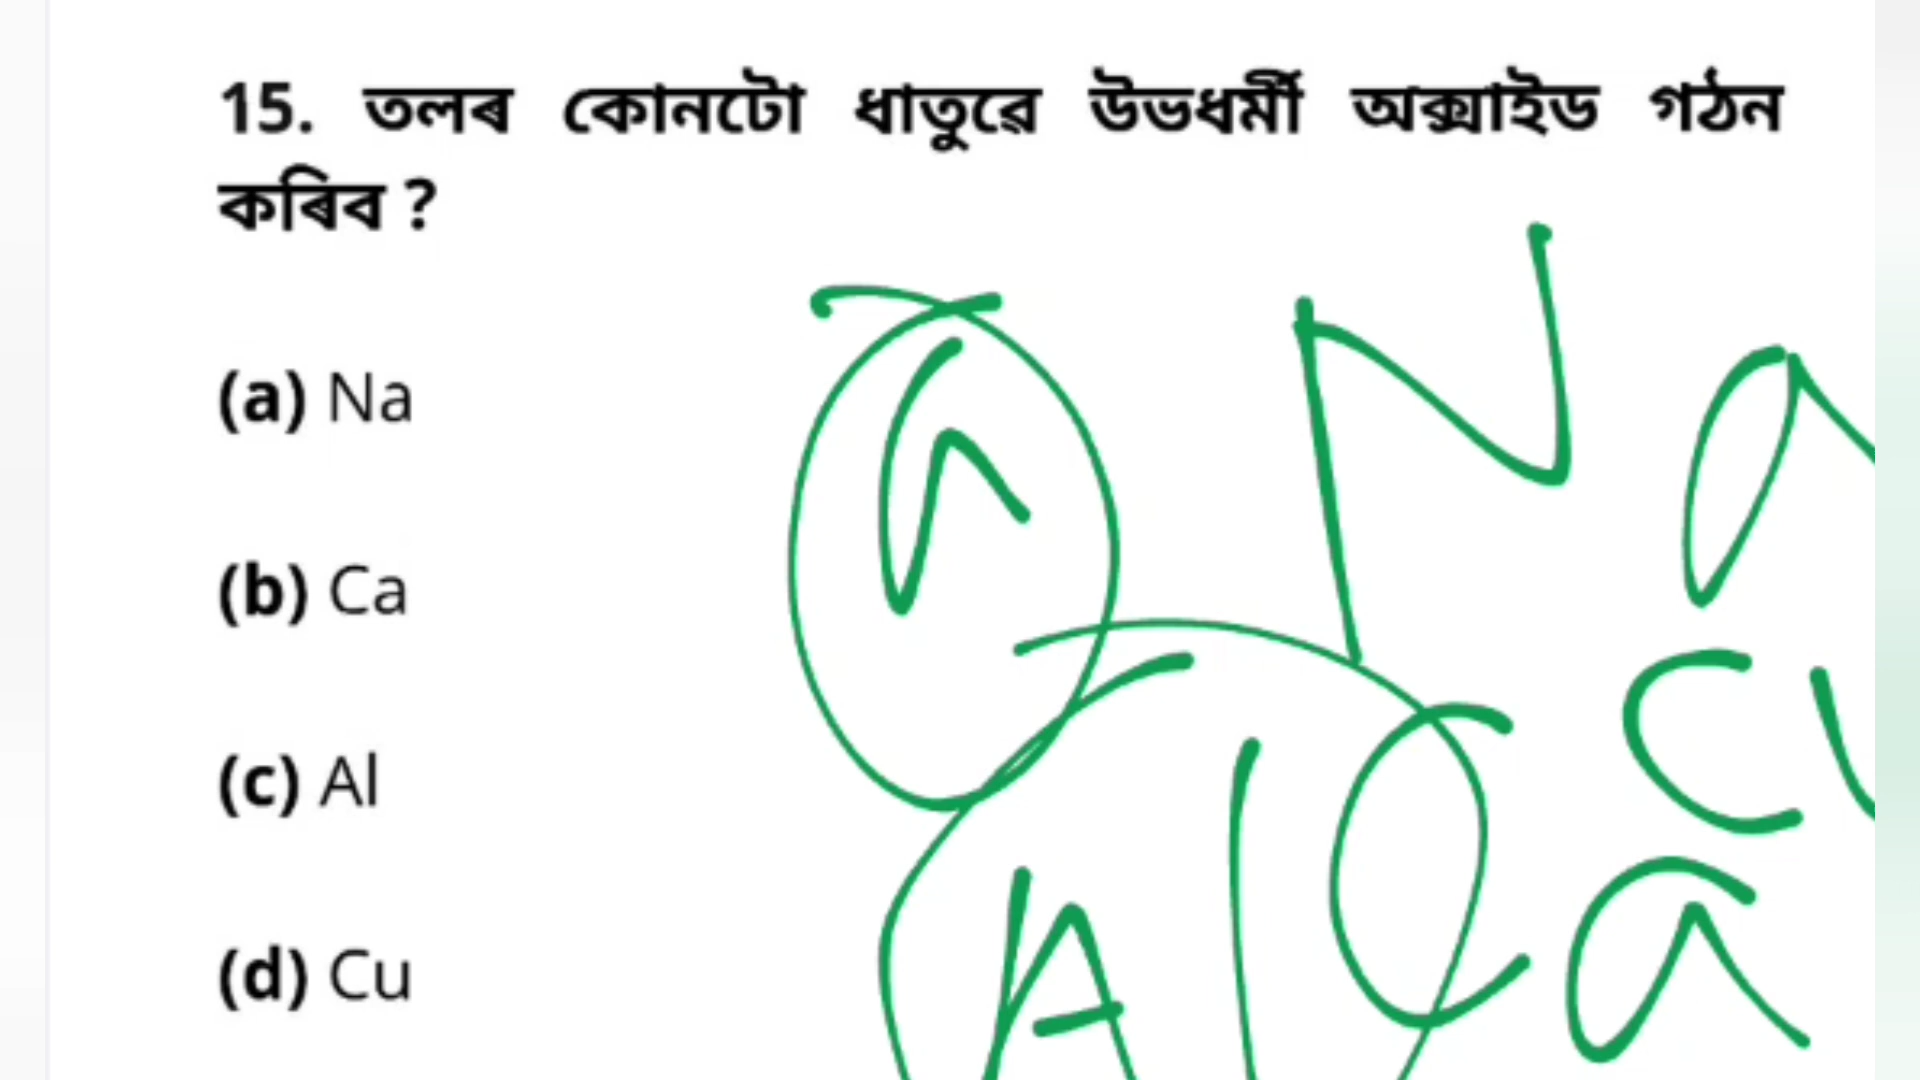 15. তলৰ কোনটো ধাতুৱে উভধৰ্মী অক্সাইড গঠন
কৰিব ?
(a) Na
a Na
(b) Ca
(c) Al
Al Ca Cu
(d) Cu